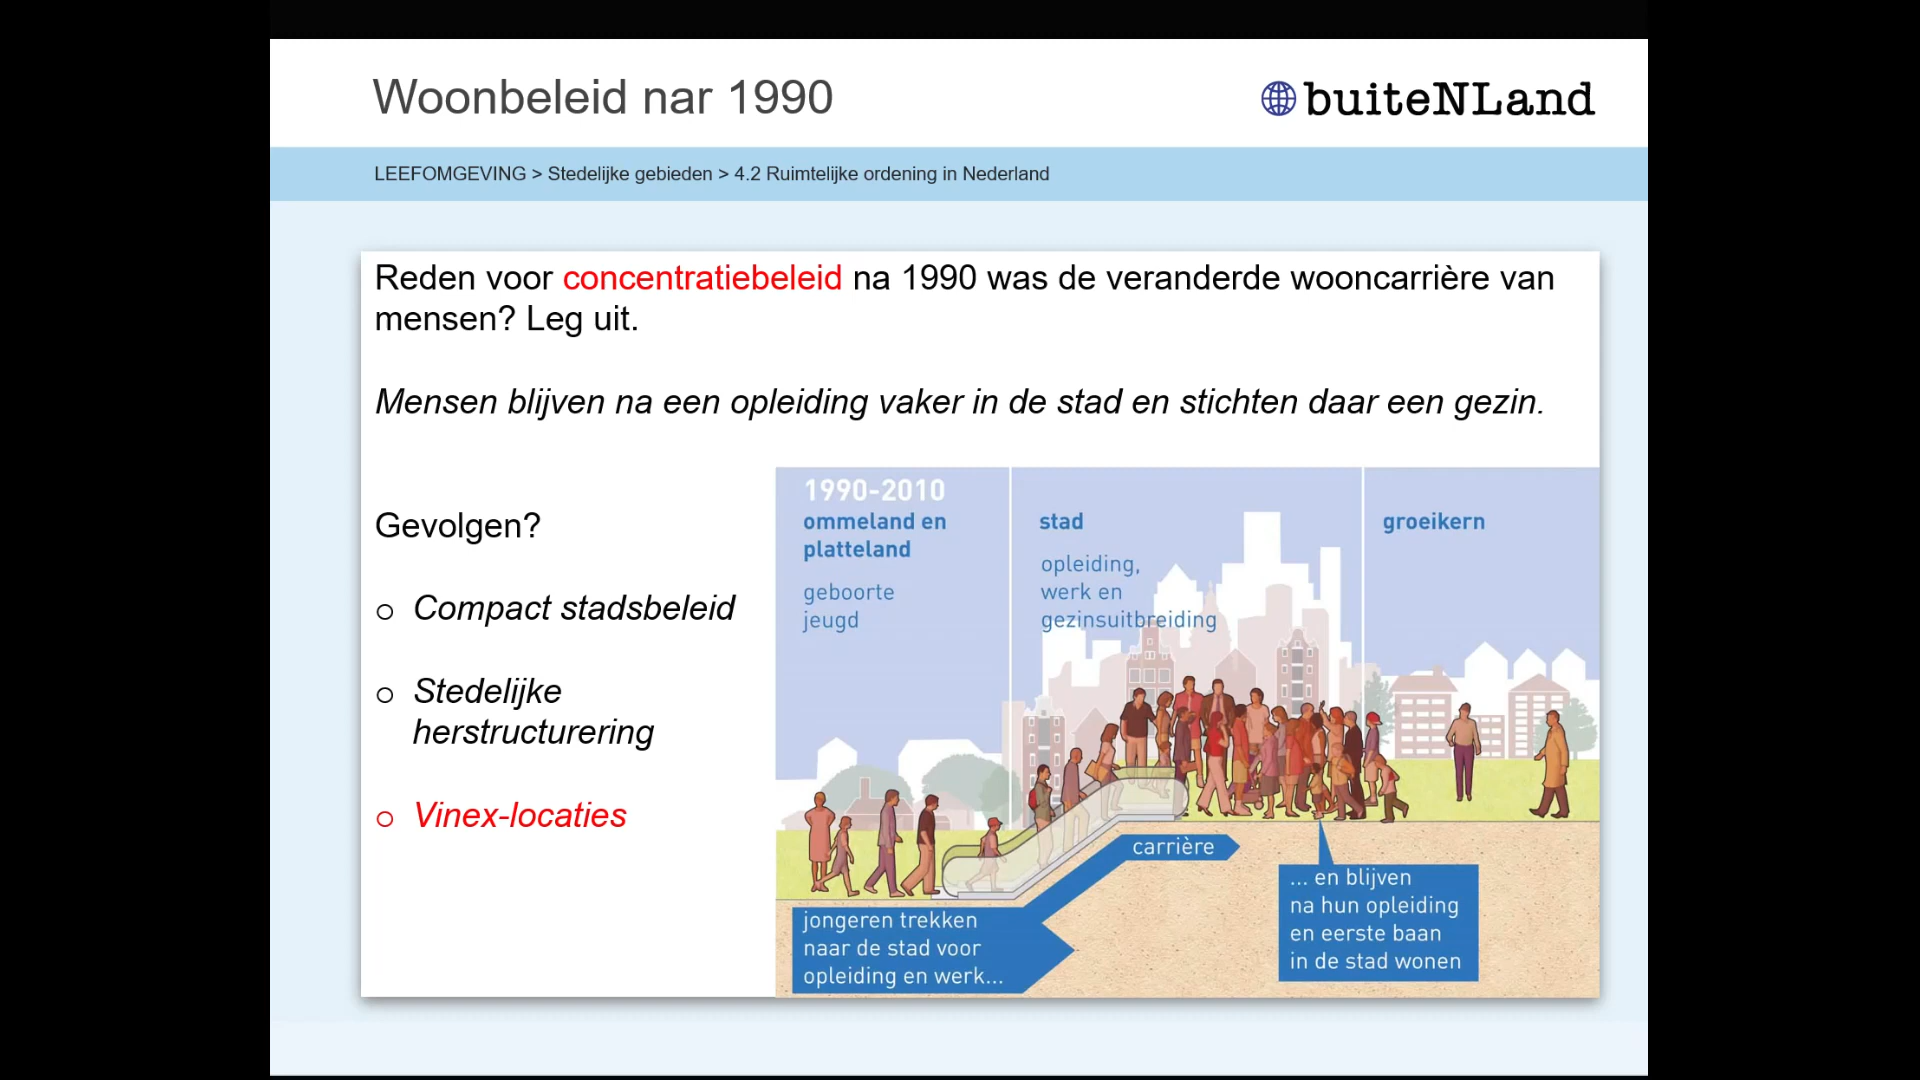 Woonbeleid nar 1990
buiteNLand
LEEFOMGEVING > Stedelijke gebieden > 4.2 Ruimtelijke ordening in Nederland
Reden voor concentratiebeleid na 1990 was de veranderde wooncarrière van
mensen? Leg uit.
Mensen blijven na een opleiding vaker in de stad en stichten daar een gezin.
Gevolgen?
Compact stadsbeleid
Stedelijke
herstructurering
Vinex-locaties
1990-2010
ommeland en
platteland
geboorte
jeugd
stad
opleiding,
werk en
gezinsuitbreiding
groeikern
carrière
jongeren trekken
naar de stad voor
opleiding en werk...
... en blijven
na hun opleiding
en eerste baan
in de stad wonen